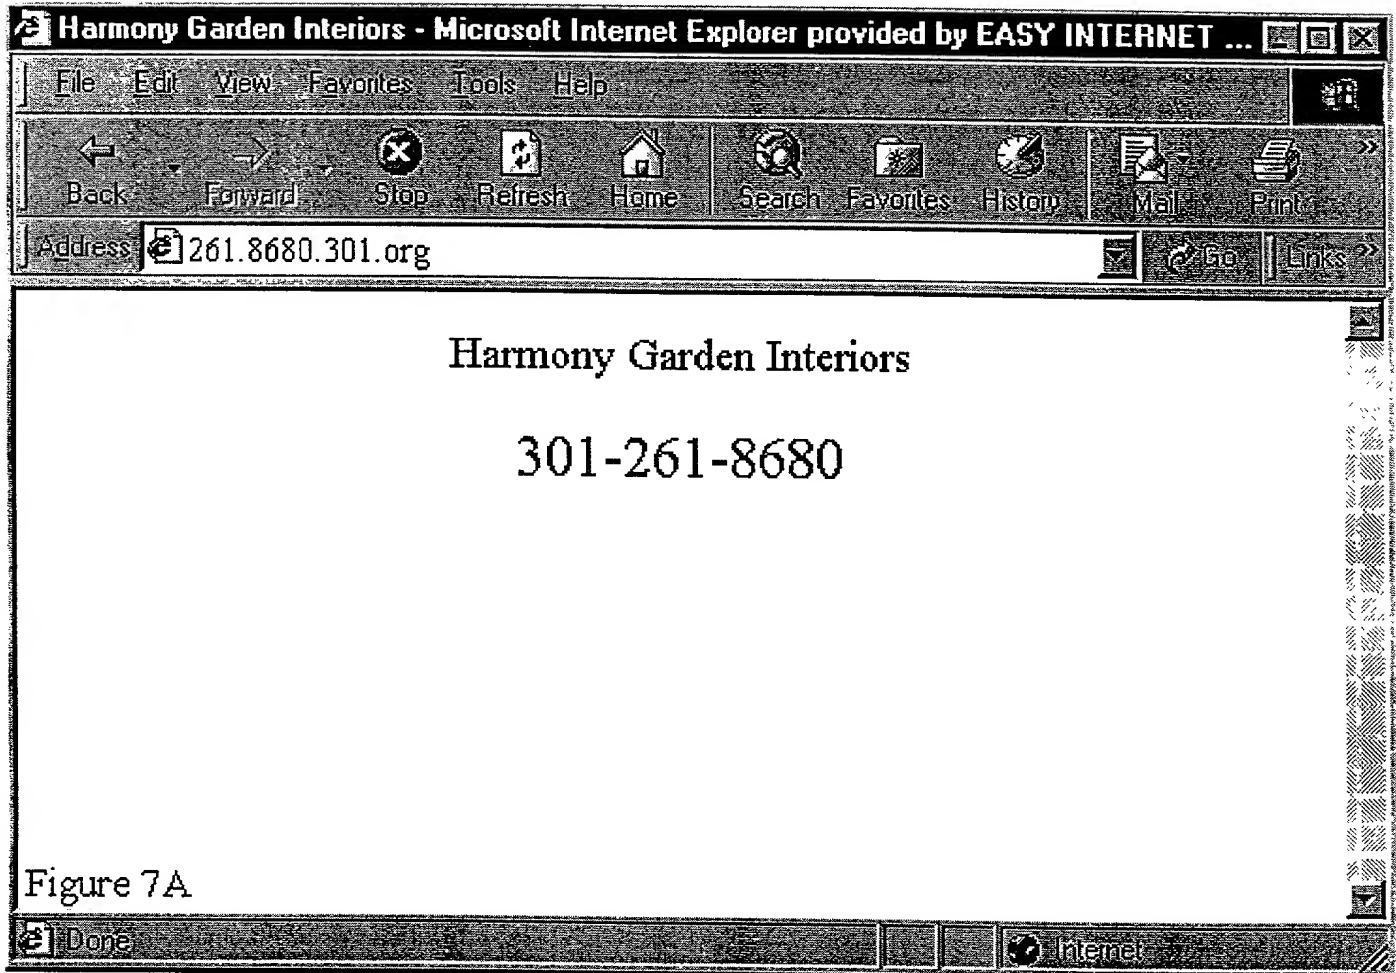 Harmony Garden Interiors - Microsoft Internet Explorer provided by EASY INTERNET ...
File Edit View Favorites Tools Help
Back Forward Stop Refresh Home Search Favorites History Mail Print »
Address 261.8680.301.org Go Links »
Harmony Garden Interiors
301-261-8680
Figure 7A
Done Internet